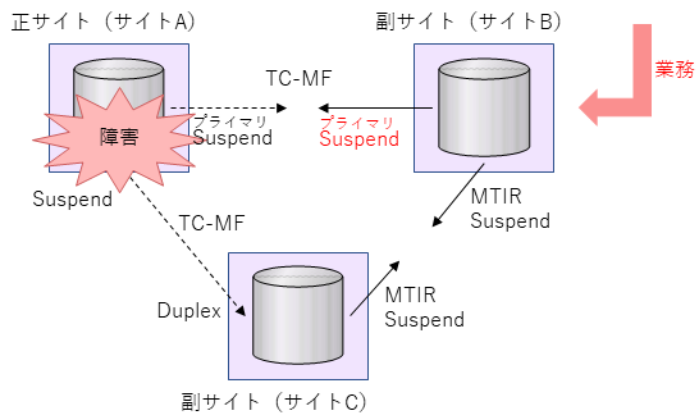 正サイト（サイトA）
副サイト（サイトB）
業務
TC-MF
障害
プライマリ
Suspend
プライマリ
Suspend
Suspend
MTIR
Suspend
TC-MF
Duplex
MTIR
Suspend
副サイト（サイトC）